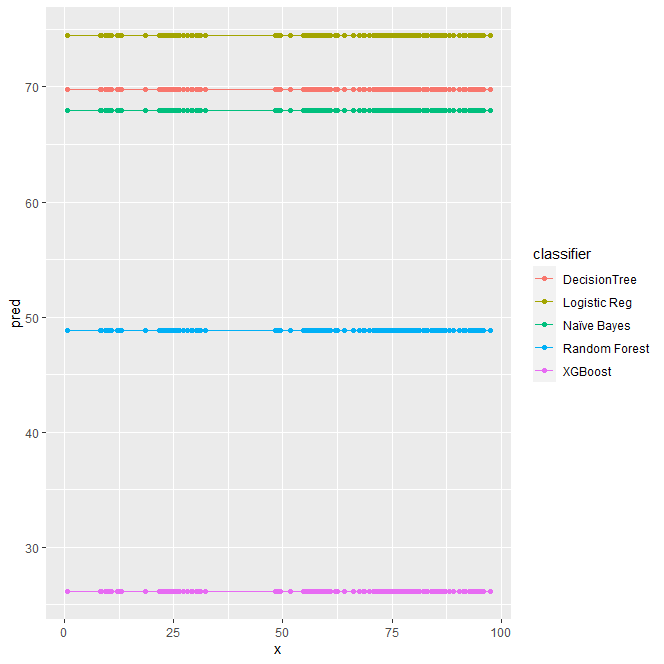 70
60
50
40
30
pred
0
25
50
75
100
x
classifier
DecisionTree
Logistic Reg
Naïve Bayes
Random Forest
XGBoost